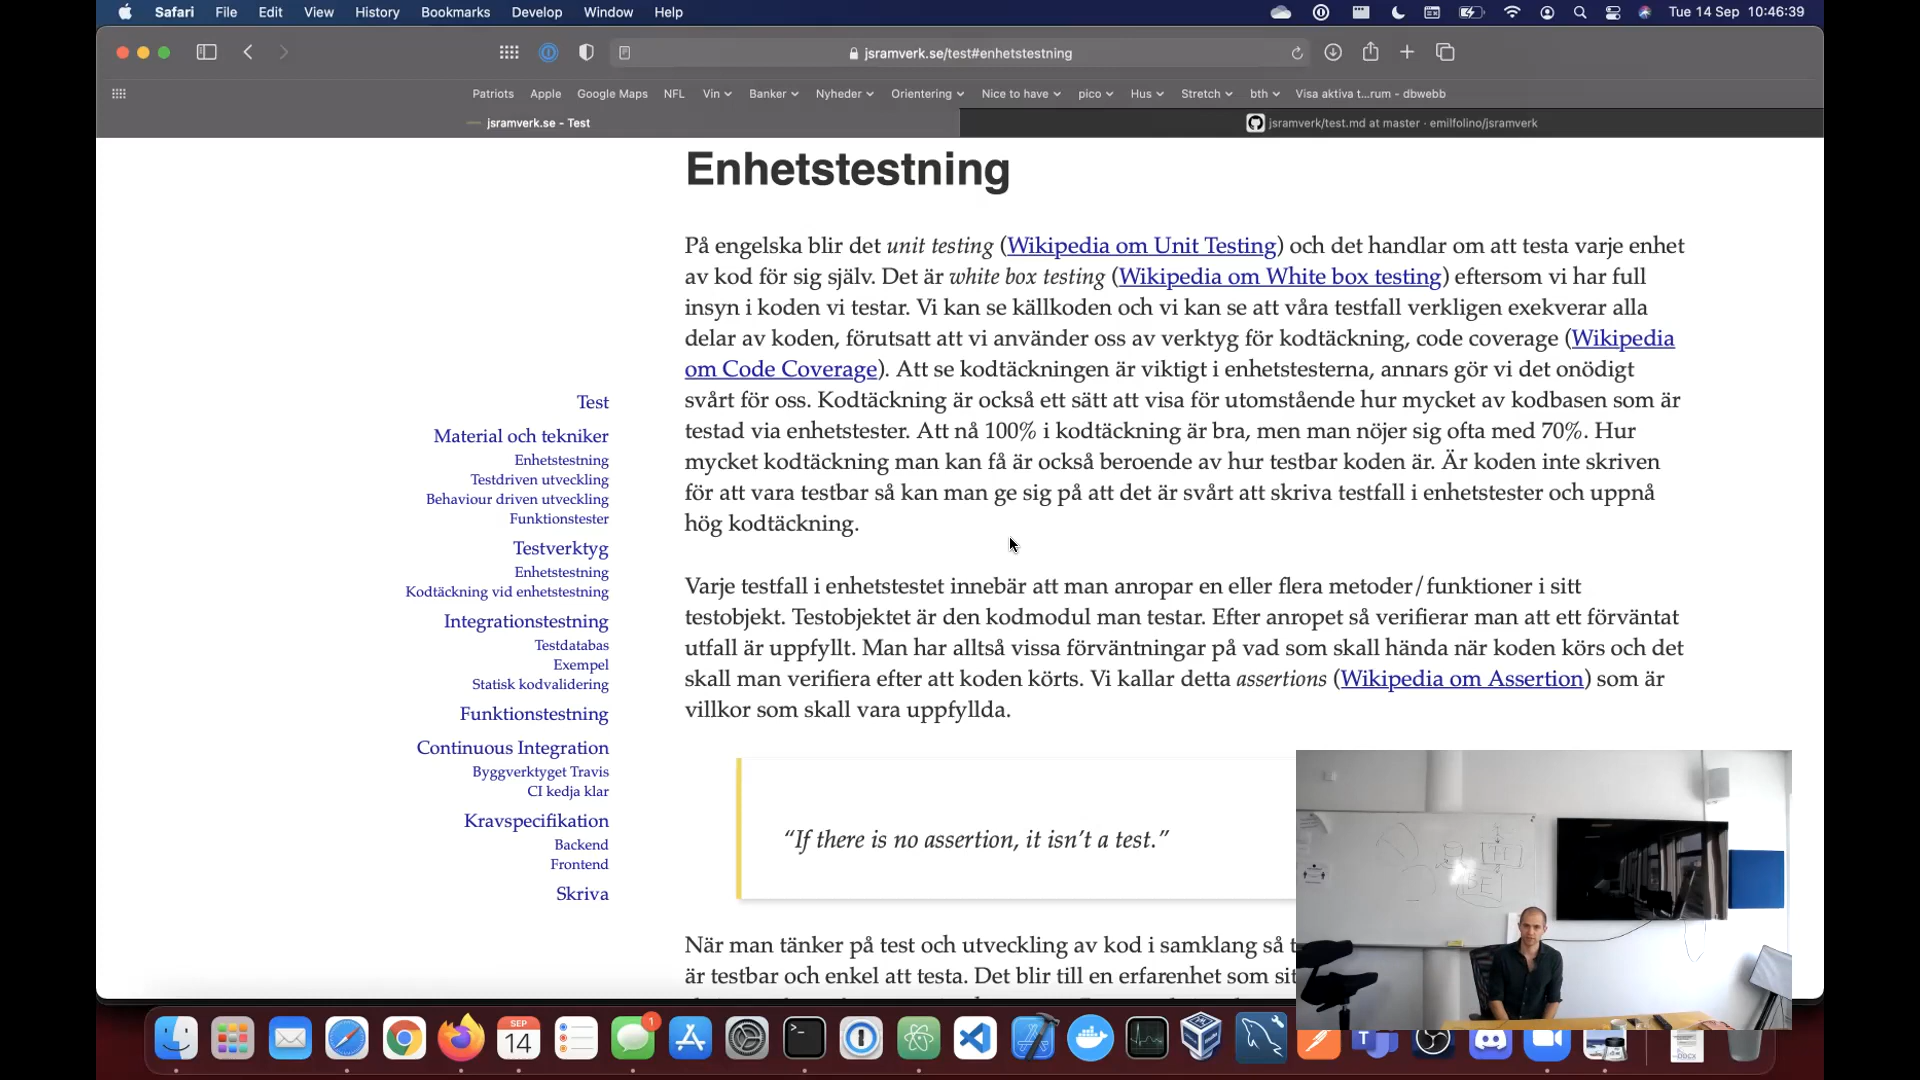 Safari File Edit View History Bookmarks Develop Window Help Tue 14 Sep 10:46:39
jsramverk.se/test#enhetstestning
Patriots Apple Google Maps NFL Vin Banker Nyheder Orientering Nice to have pico Hus Stretch bth Visa aktiva t...rum - dbwebb
jsramverk.se - Test
jsramverk/test.md at master · emilfolino/jsramverk
Test
Material och tekniker
Enhetstestning
Testdriven utveckling
Behaviour driven utveckling
Funktionstester
Testverktyg
Enhetstestning
Kodtäckning vid enhetstestning
Integrationstestning
Testdatabas
Exempel
Statisk kodvalidering
Funktionstestning
Continuous Integration
Byggverktyget Travis
CI kedja klar
Kravspecifikation
Backend
Frontend
Skriva
Enhetstestning
På engelska blir det unit testing (Wikipedia om Unit Testing) och det handlar om att testa varje enhet
av kod för sig själv. Det är white box testing (Wikipedia om White box testing) eftersom vi har full
insyn i koden vi testar. Vi kan se källkoden och vi kan se att våra testfall verkligen exekverar alla
delar av koden, förutsatt att vi använder oss av verktyg för kodtäckning, code coverage (Wikipedia
om Code Coverage). Att se kodtäckningen är viktigt i enhetstesterna, annars gör vi det onödigt
svårt för oss. Kodtäckning är också ett sätt att visa för utomstående hur mycket av kodbasen som är
testad via enhetstester. Att nå 100% i kodtäckning är bra, men man nöjer sig ofta med 70%. Hur
mycket kodtäckning man kan få är också beroende av hur testbar koden är. Är koden inte skriven
för att vara testbar så kan man ge sig på att det är svårt att skriva testfall i enhetstester och uppnå
hög kodtäckning.
Varje testfall i enhetstestet innebär att man anropar en eller flera metoder/funktioner i sitt
testobjekt. Testobjektet är den kodmodul man testar. Efter anropet så verifierar man att ett förväntat
utfall är uppfyllt. Man har alltså vissa förväntningar på vad som skall hända när koden körs och det
skall man verifiera efter att koden körts. Vi kallar detta assertions (Wikipedia om Assertion) som är
villkor som skall vara uppfyllda.
“If there is no assertion, it isn’t a test.”
När man tänker på test och utveckling av kod i samklang så t
är testbar och enkel att testa. Det blir till en erfarenhet som sit
BE
SEP
14
1
DOCX